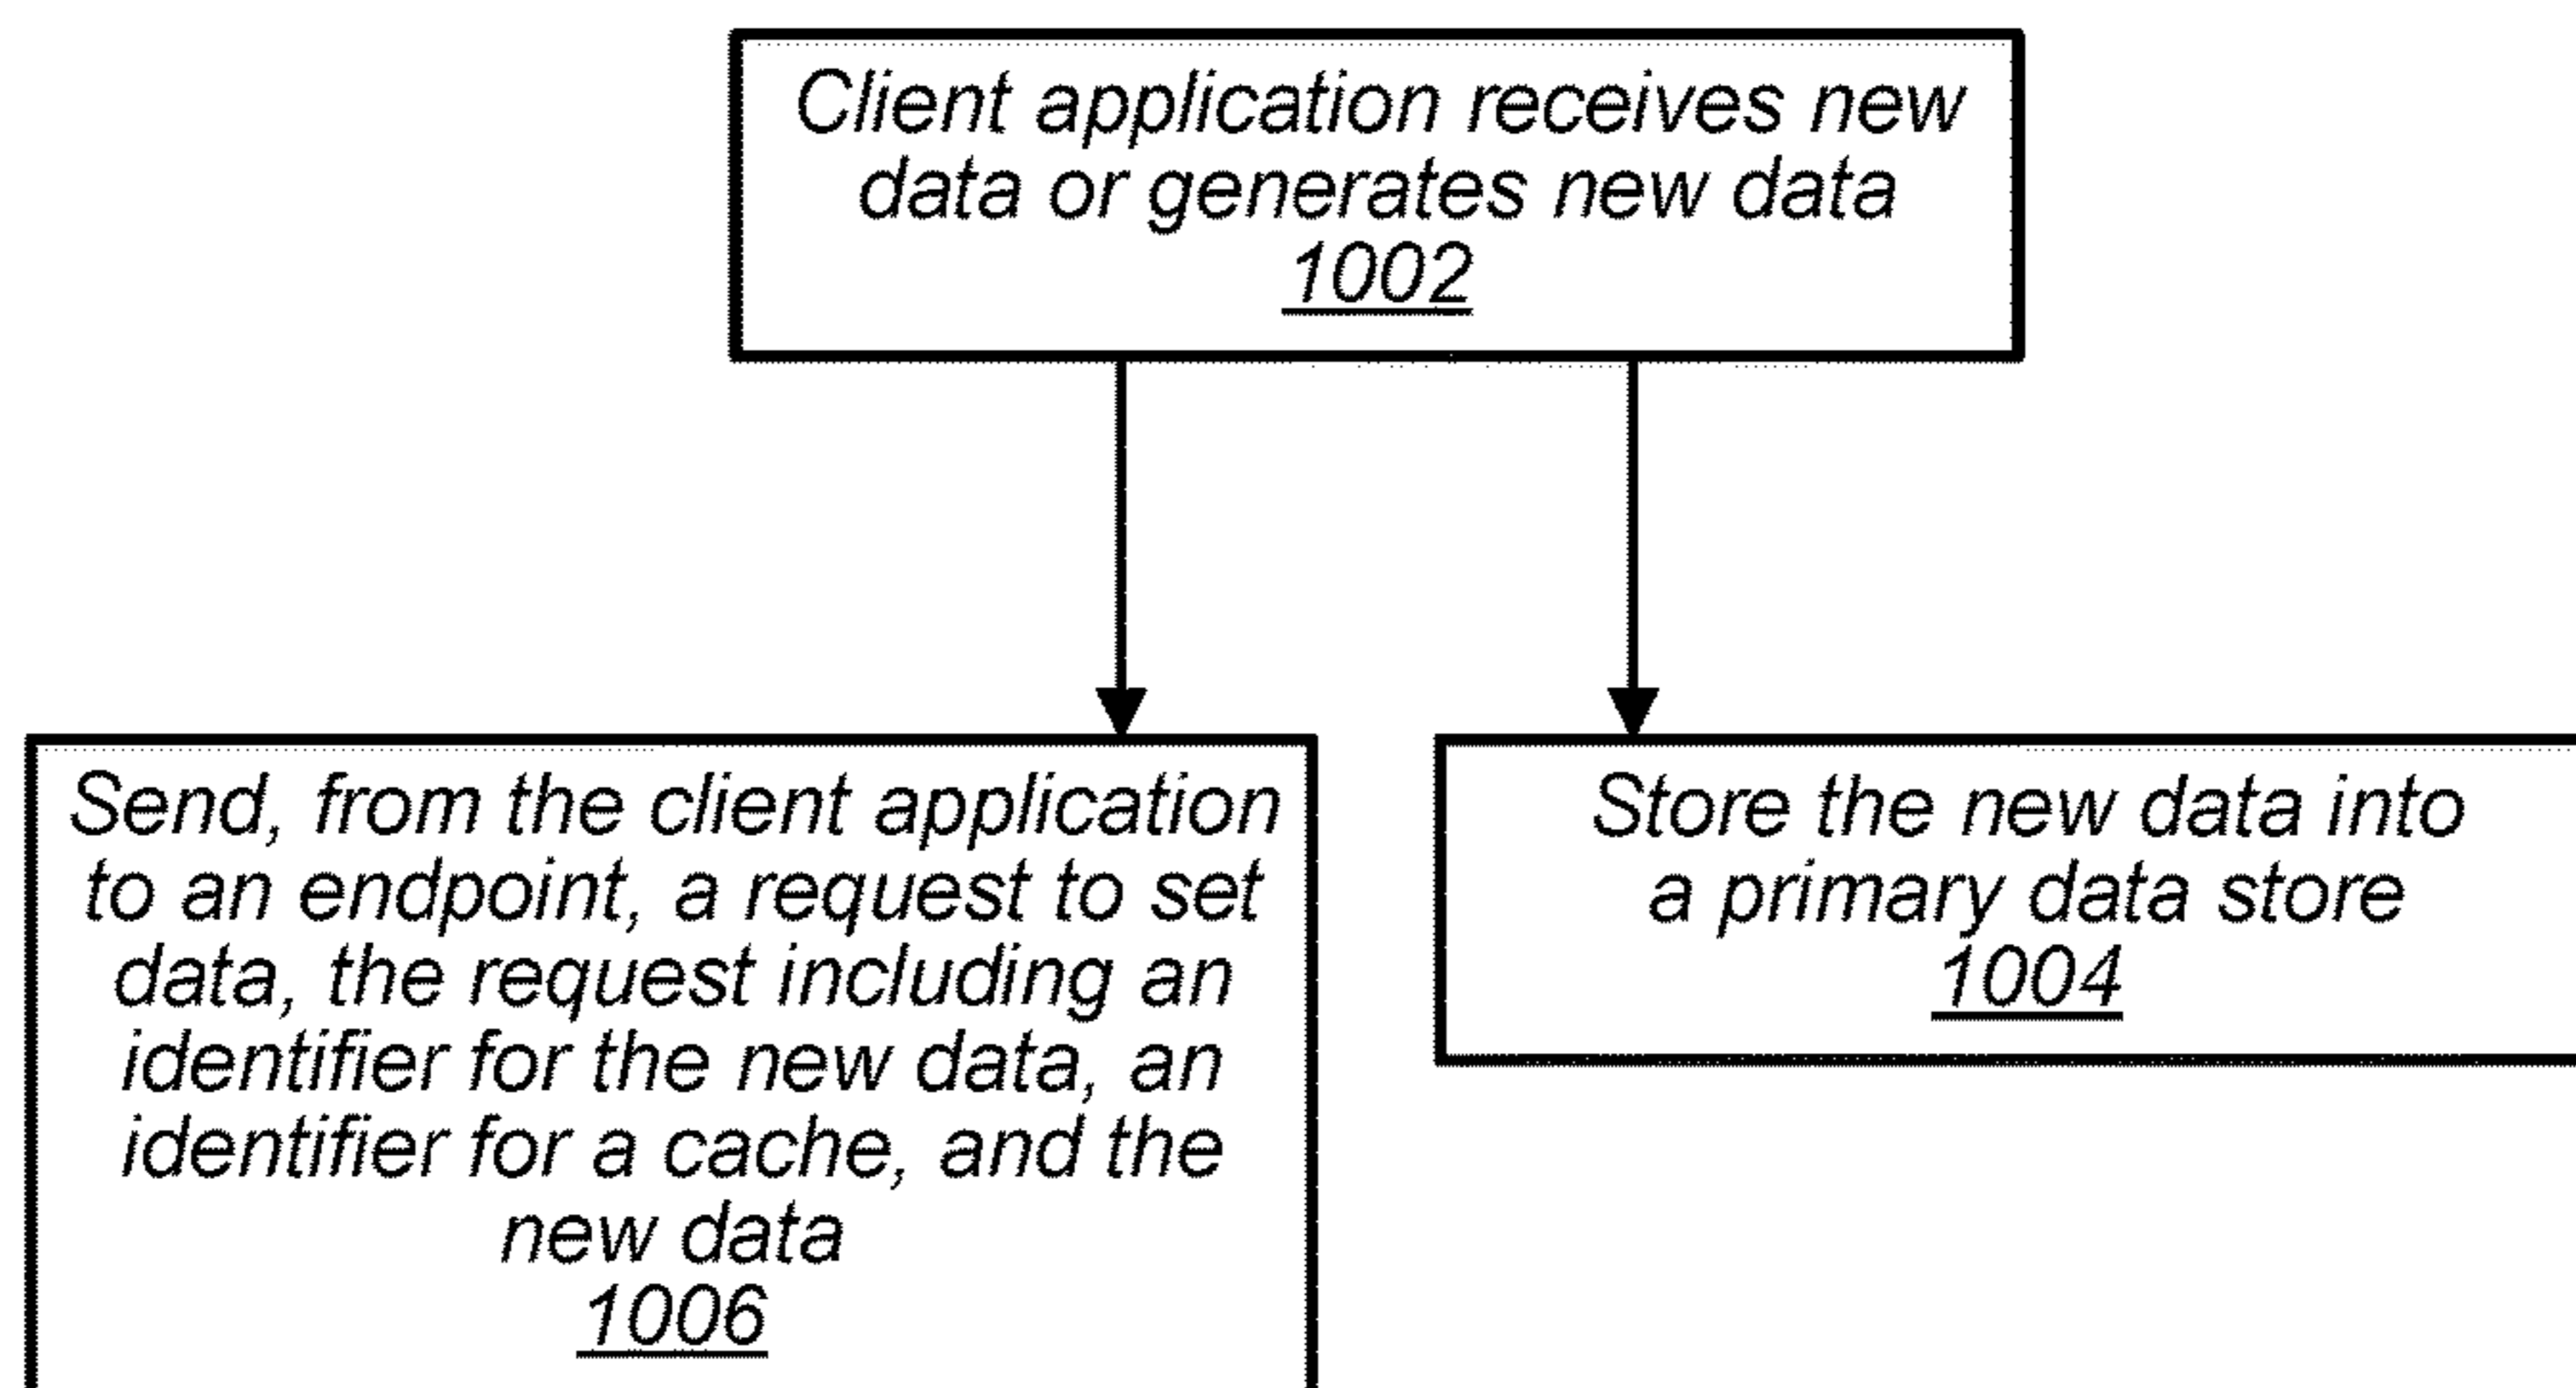 Client application receives new
data or generates new data
1002
Send, from the client application
to an endpoint, a request to set
data, the request including an
identifier for the new data, an
identifier for a cache, and the
new data
1006
Store the new data into
a primary data store
1004